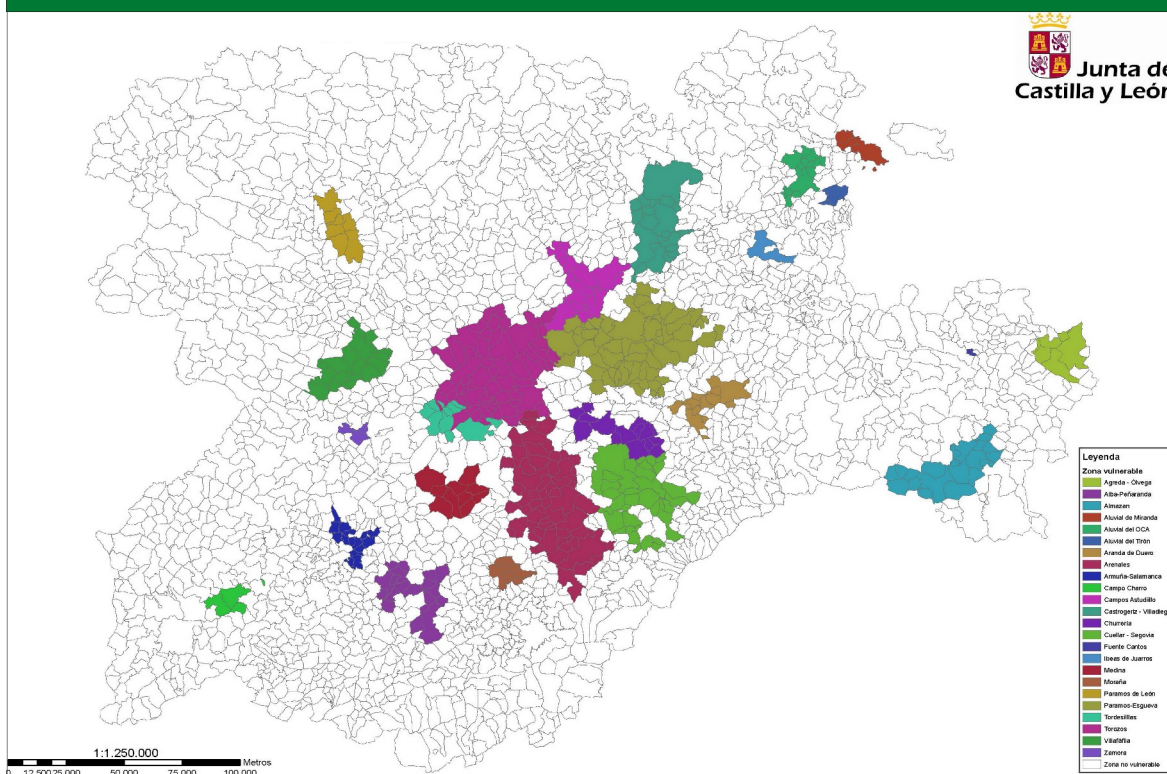 Junta de
Castilla y León
Leyenda
Zona vulnerable
Agreda - Ólvega
Alba-Peñaranda
Almazan
Aluvial de Miranda
Aluvial del OCA
Aluvial del Tirón
Aranda de Duero
Arenales
Armuña-Salamanca
Campo Charro
Campos Astudillo
Castrogeriz - Villadieg
Churreria
Cuellar - Segovia
Fuente Cantos
Ibeas de Juarros
Medina
Moraña
Paramos de León
Paramos-Esgueva
Tordesillas
Torozos
Villafáfila
Zamora
Zona no vulnerable
1:1.250.000
Metros
0 12.500 25.000 50.000 75.000 100.000